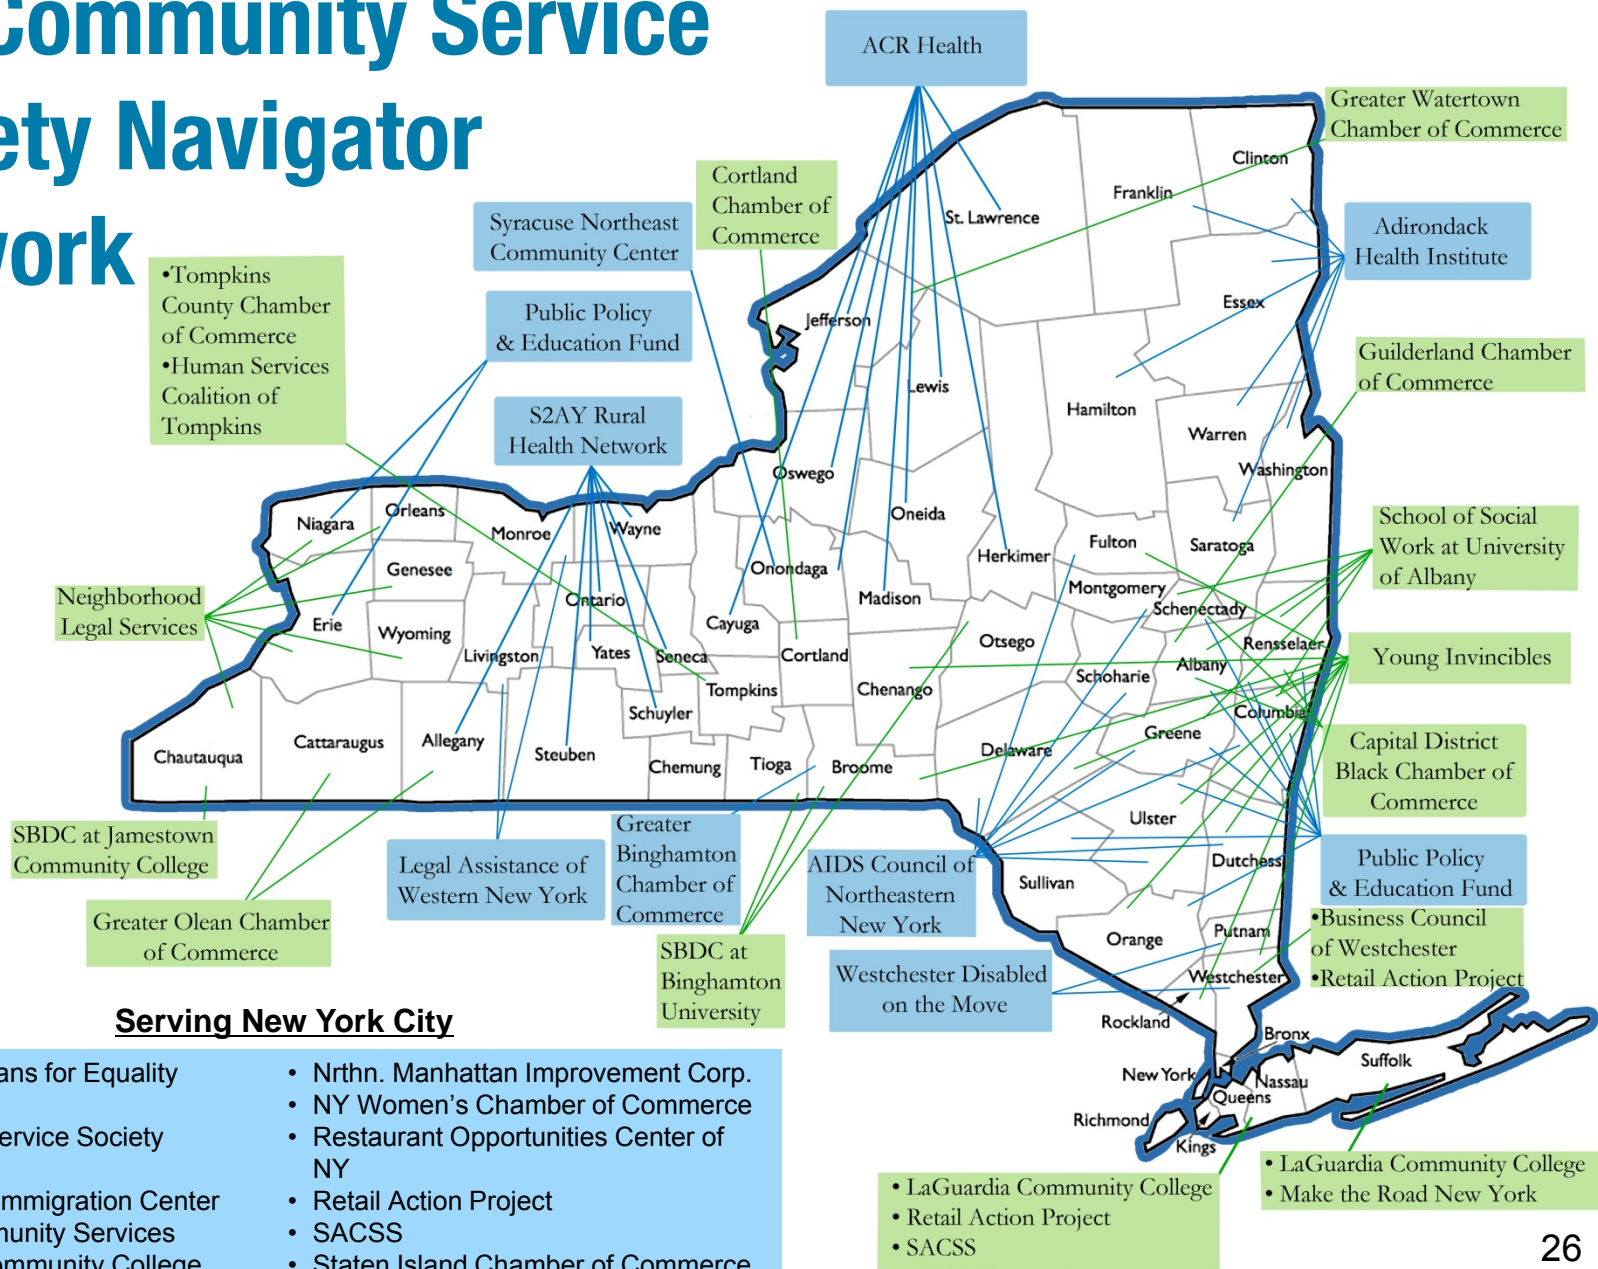 Community Service
ety Navigator
work
ACR Health
Greater Watertown
Chamber of Commerce
Cortland
Chamber of
Commerce
Syracuse Northeast
Community Center
Adirondack
Health Institute
•Tompkins
County Chamber
of Commerce
•Human Services
Coalition of
Tompkins
Public Policy
& Education Fund
Guilderland Chamber
of Commerce
S2AY Rural
Health Network
School of Social
Work at University
of Albany
Neighborhood
Legal Services
Young Invincibles
Capital District
Black Chamber of
Commerce
SBDC at Jamestown
Community College
Greater Olean Chamber
of Commerce
Legal Assistance of
Western New York
Greater
Binghamton
Chamber of
Commerce
SBDC at
Binghamton
University
AIDS Council of
Northeastern
New York
Westchester Disabled
on the Move
Public Policy
& Education Fund
•Business Council
of Westchester
•Retail Action Project
Clinton
Franklin
St. Lawrence
Essex
Jefferson
Lewis
Hamilton
Warren
Washington
Oswego
Oneida
Herkimer
Fulton
Saratoga
Niagara
Orleans
Monroe
Wayne
Genesee
Onondaga
Madison
Montgomery
Schenectady
Ontario
Erie
Wyoming
Cayuga
Otsego
Rensselaer
Livingston
Yates
Seneca
Cortland
Schoharie
Albany
Tompkins
Chenango
Schuyler
Columbia
Greene
Chautauqua
Cattaraugus
Allegany
Steuben
Chemung
Tioga
Broome
Delaware
Ulster
Dutchess
Sullivan
Orange
Putnam
Westchester
Rockland
Bronx
New York
Nassau
Suffolk
Queens
Richmond
Kings
Serving New York City
ans for Equality
ervice Society
mmigration Center
munity Services
ommunity College
• Nrthn. Manhattan Improvement Corp.
• NY Women's Chamber of Commerce
• Restaurant Opportunities Center of
NY
• Retail Action Project
• SACSS
• Staten Island Chamber of Commerce
• LaGuardia Community College
• Retail Action Project
• SACSS
• LaGuardia Community College
• Make the Road New York
26